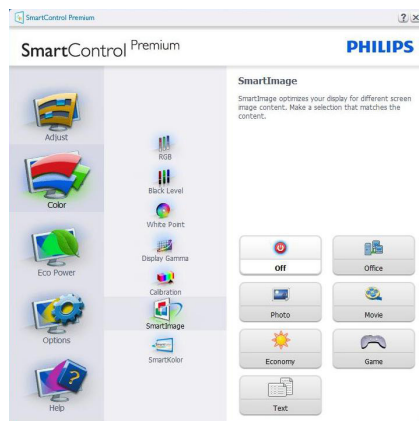 SmartControl Premium
SmartControl Premium
PHILIPS
Adjust
Color
Eco Power
Options
Help
RGB
Black Level
White Point
Display Gamma
Calibration
SmartImage
SmartKolor
SmartImage
SmartImage optimizes your display for different screen
image content. Make a selection that matches the
content.
Off
Office
Photo
Movie
Economy
Game
Text